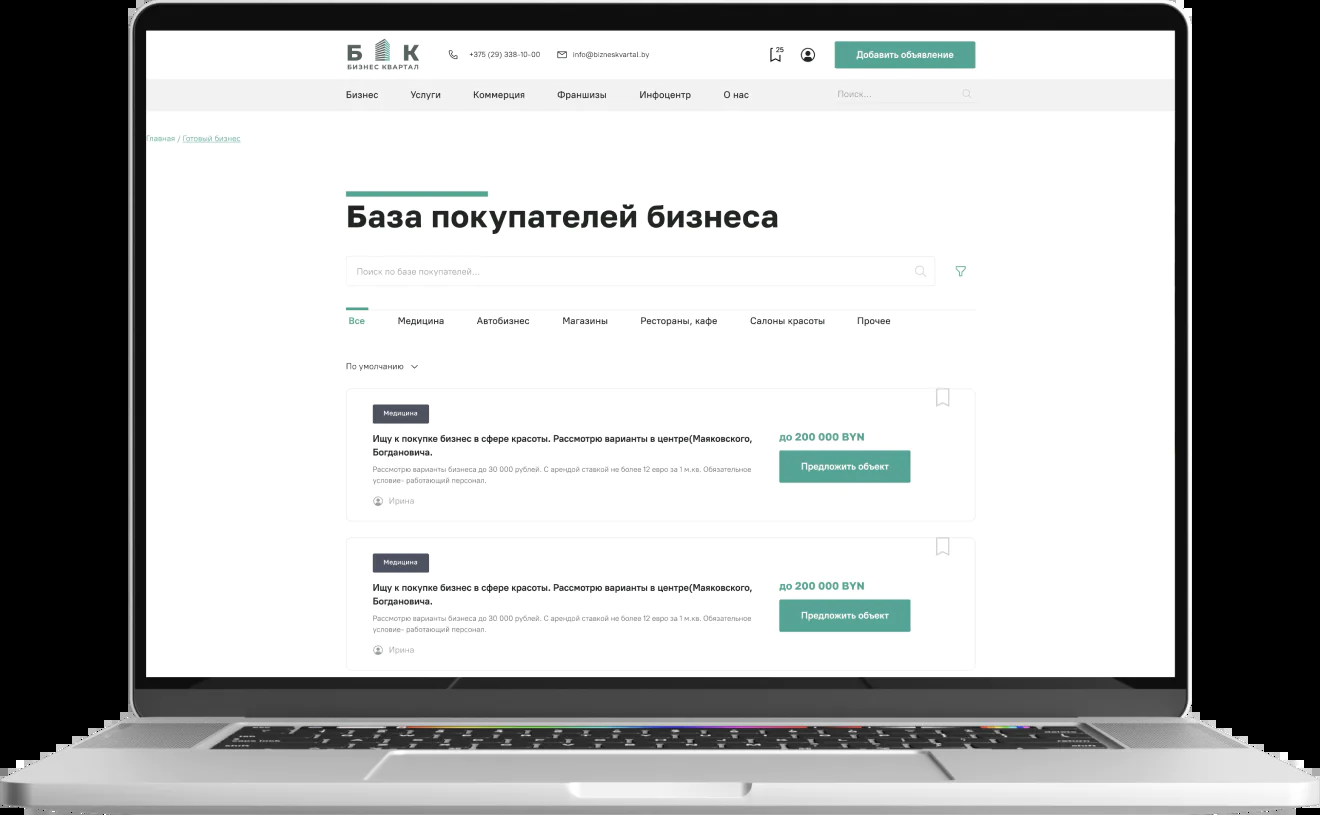 Б К
БИЗНЕС КВАРТАЛ
+375 (29) 338-10-00
info@bizneskvartal.by
25
Добавить объявление
Бизнес Услуги Коммерция Франшизы Инфоцентр О нас
Поиск...
Главная / Готовый бизнес
База покупателей бизнеса
Поиск по базе покупателей...
Все Медицина Автобизнес Магазины Рестораны, кафе Салоны красоты Прочее
По умолчанию
Медицина
Ищу к покупке бизнес в сфере красоты. Рассмотрю варианты в центре(Маяковского,
Богдановича.
Рассмотрю варианты бизнеса до 30 000 рублей. С арендой ставкой не более 12 евро за 1 м.кв. Обязательное
условие- работающий персонал.
Ирина
до 200 000 BYN
Предложить объект
Медицина
Ищу к покупке бизнес в сфере красоты. Рассмотрю варианты в центре(Маяковского,
Богдановича.
Рассмотрю варианты бизнеса до 30 000 рублей. С арендой ставкой не более 12 евро за 1 м.кв. Обязательное
условие- работающий персонал.
Ирина
до 200 000 BYN
Предложить объект